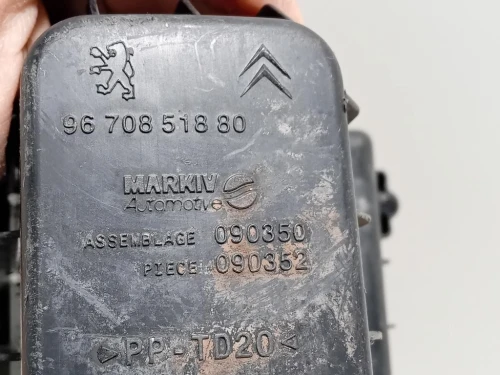 96 708 518 80
MARKIV
Automotive
ASSEMBLAGE 090350
PIECE 090352
>PP-TD20<